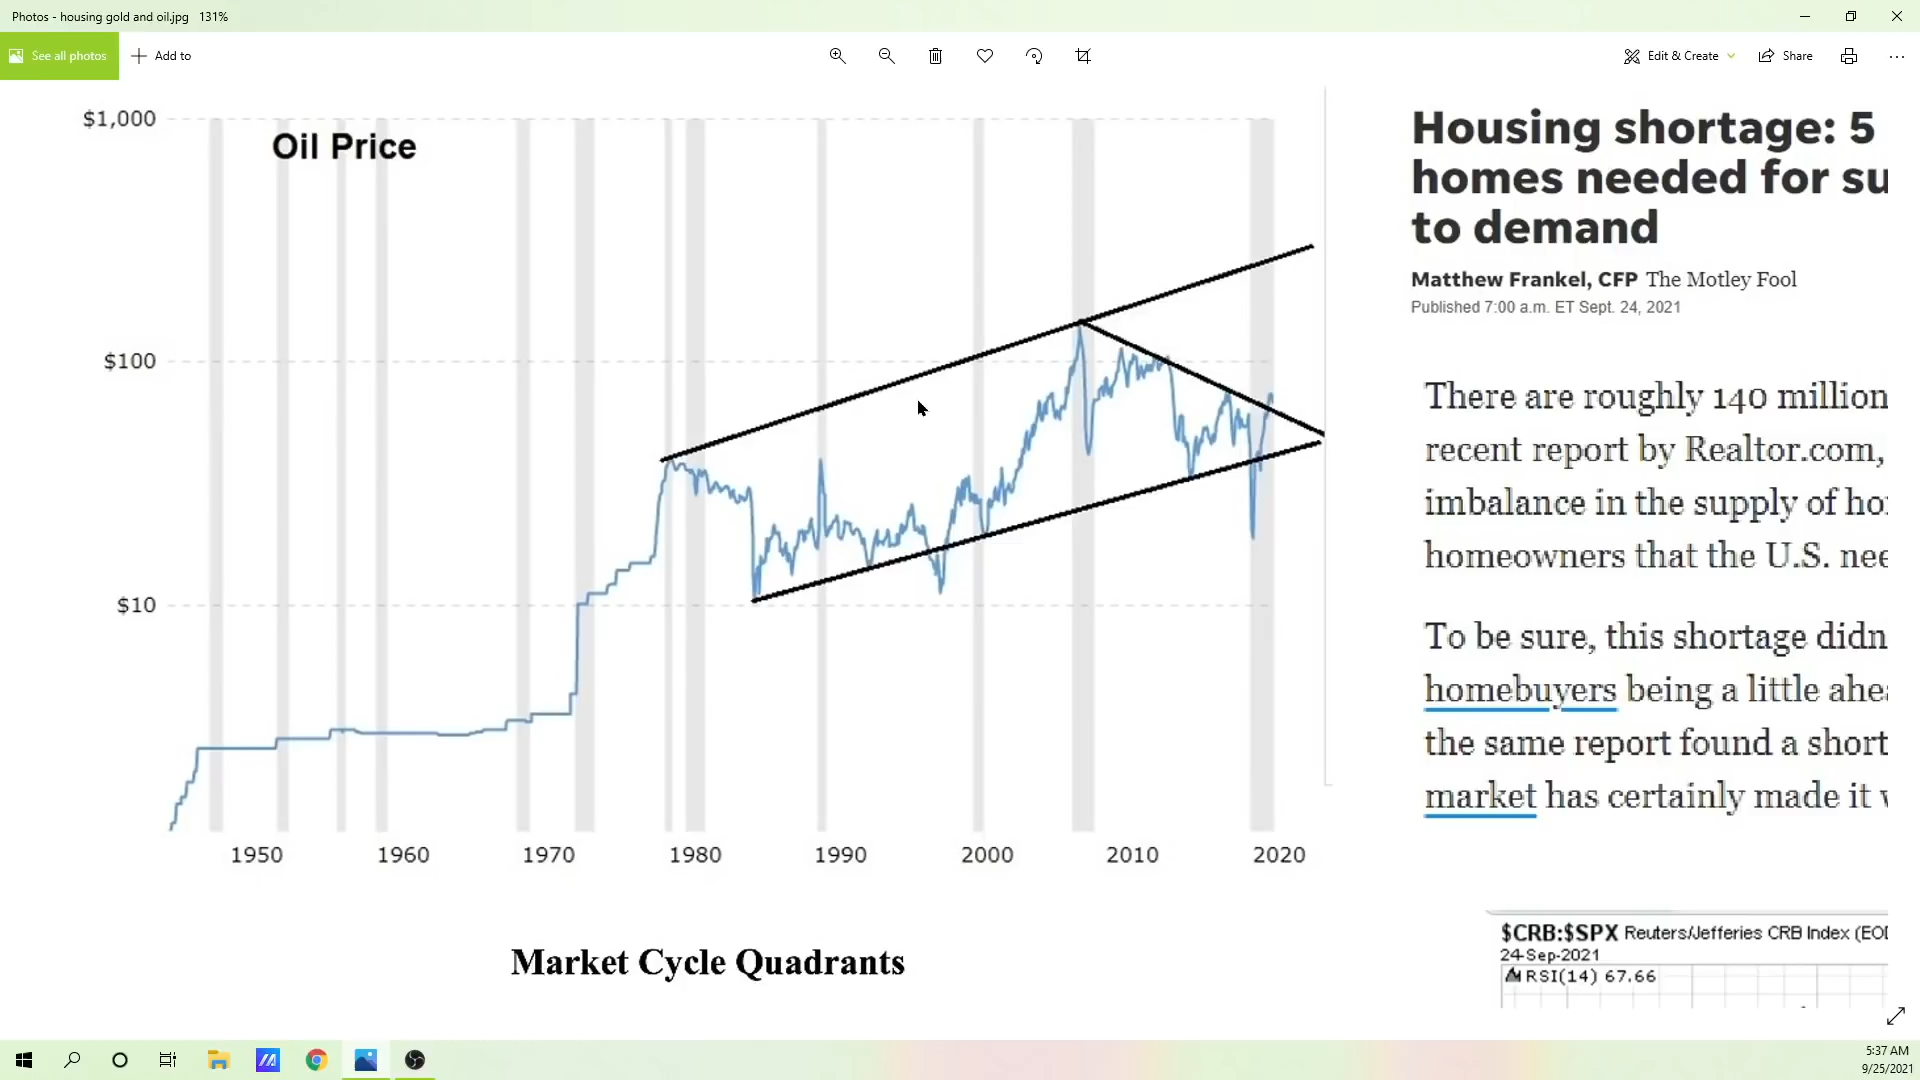 Photos - housing gold and oil.jpg 131%
See all photos
Add to
Edit & Create
Share
$1,000
$100
$10
Oil Price
1950 1960 1970 1980 1990 2000 2010 2020
Market Cycle Quadrants
Housing shortage: 5
homes needed for su
to demand
Matthew Frankel, CFP The Motley Fool
Published 7:00 a.m. ET Sept. 24, 2021
There are roughly 140 million
recent report by Realtor.com,
imbalance in the supply of ho
homeowners that the U.S. nee
To be sure, this shortage didn
homebuyers being a little ahe
the same report found a short
market has certainly made it
$CRB:$SPX Reuters/Jefferies CRB Index (EOD
24-Sep-2021
RSI(14) 67.66
5:37 AM
9/25/2021